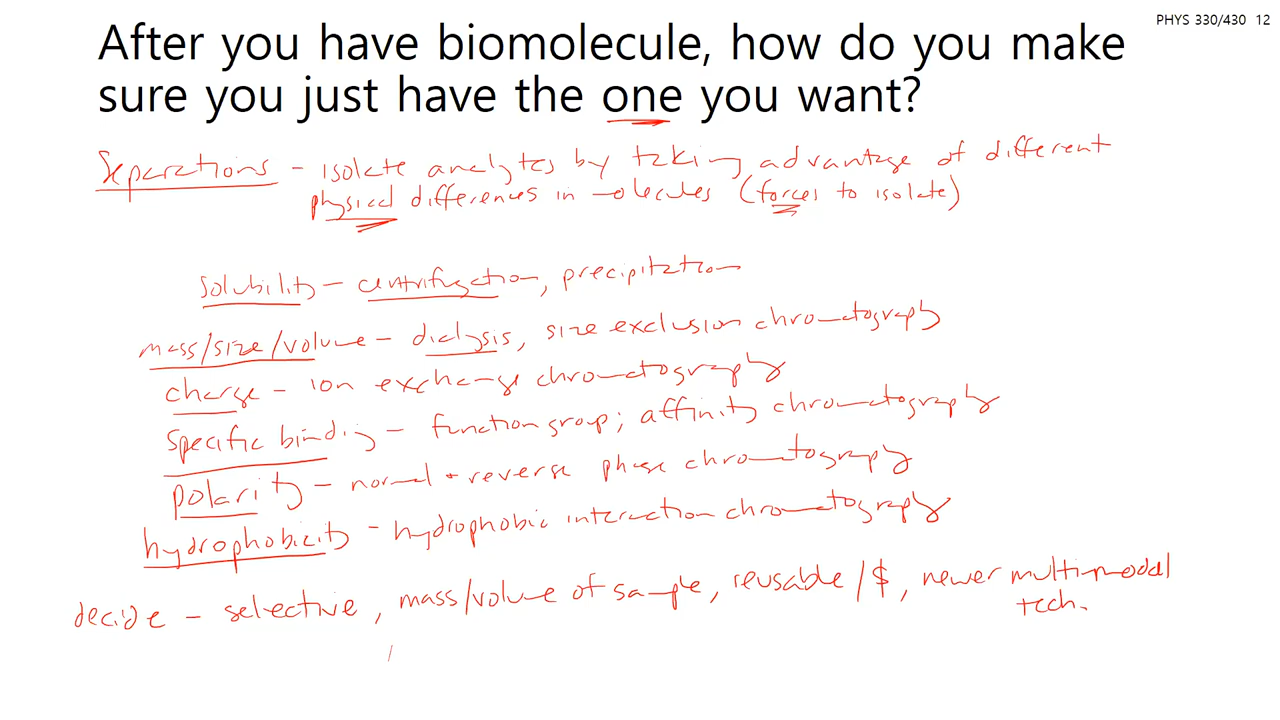 PHYS 330/430 12
After you have biomolecule, how do you make
sure you just have the one you want?
Separations - isolate analytes by taking advantage of different
physical differences in molecules (forces to isolate)
solubility - centrifugation, precipitation
mass/size/volume - dialysis, size exclusion chromatography
charge - ion exchange chromatography
specific binding - function group; affinity chromatography
polarity - normal + reverse phase chromatography
hydrophobicity - hydrophobic interaction chromatography
decide - selective, mass/volume of sample, reusable/$, newer multimodal
tech.